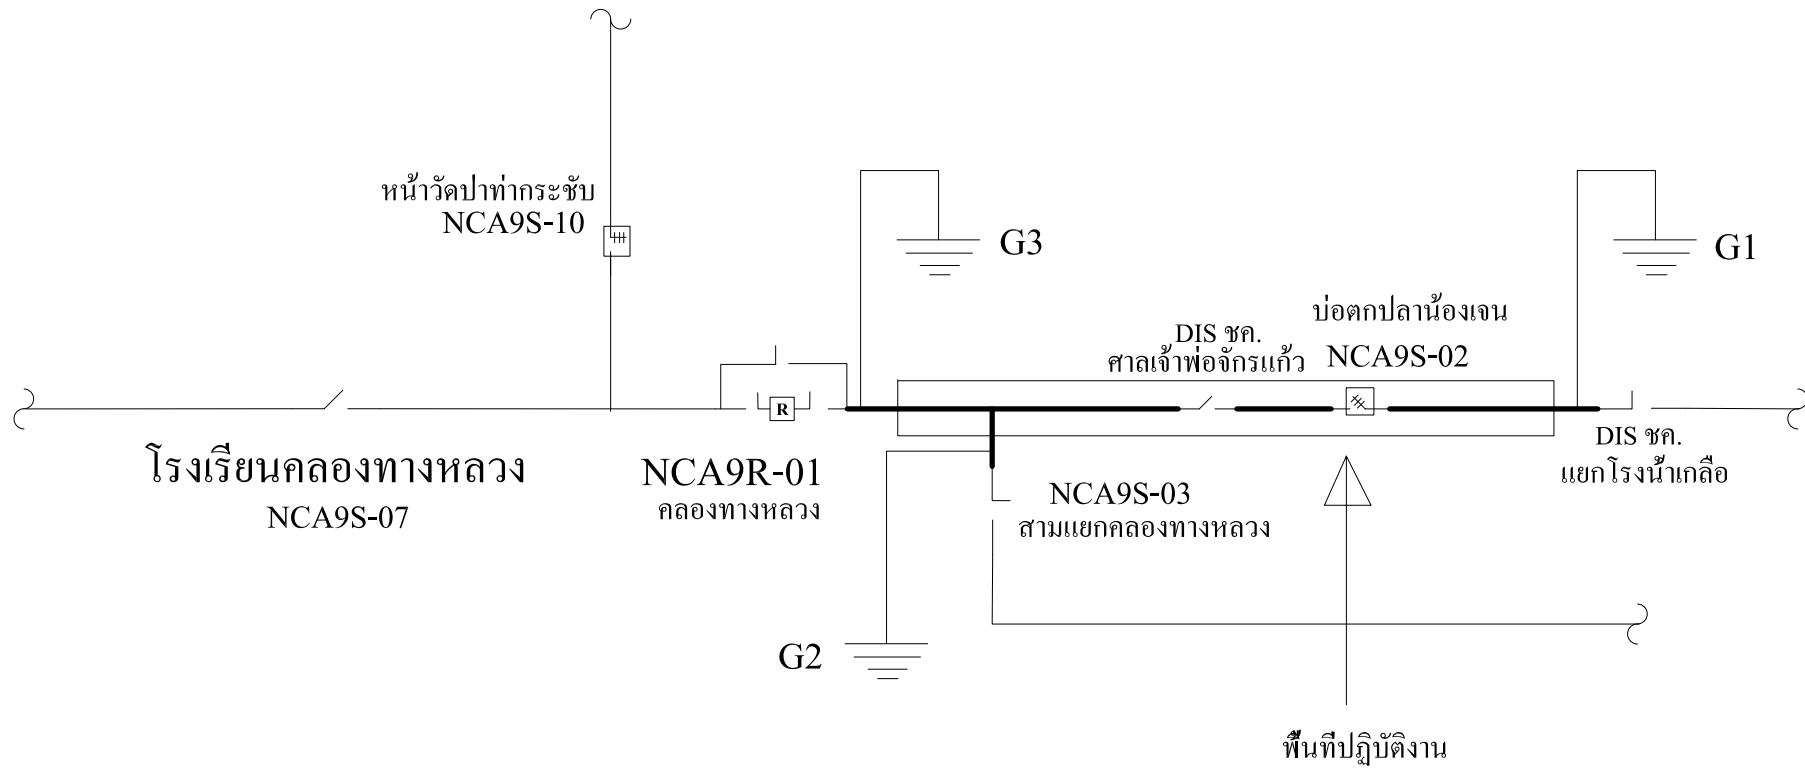 หน้าวัดป่าท่ากระชับ
NCA9S-10
G3
G1
บ่อตกปลาน้องเจน
NCA9S-02
DIS ชค.
ศาลเจ้าพ่อจักรแก้ว
R
DIS ชค.
แยกโรงน้ำเกลือ
โรงเรียนคลองทางหลวง
NCA9S-07
NCA9R-01
คลองทางหลวง
NCA9S-03
สามแยกคลองทางหลวง
G2
พื้นที่ปฏิบัติงาน